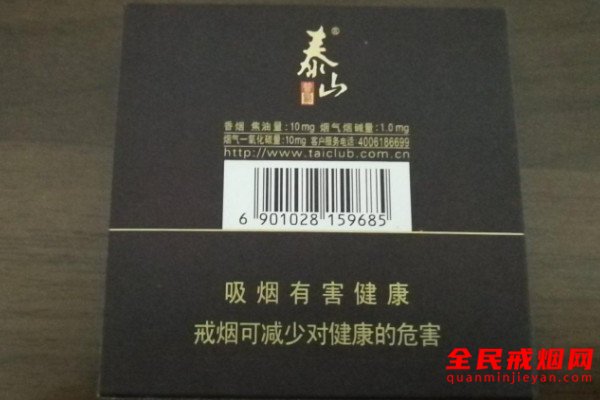 泰山®
香烟 焦油量:10mg 烟气烟碱量:1.0mg
烟气一氧化碳量:10mg 客户服务电话:4006186699
http://www.taiclub.com.cn
6 901028 159685
吸烟有害健康
戒烟可减少对健康的危害
全民戒烟网
quanminjieyan.com